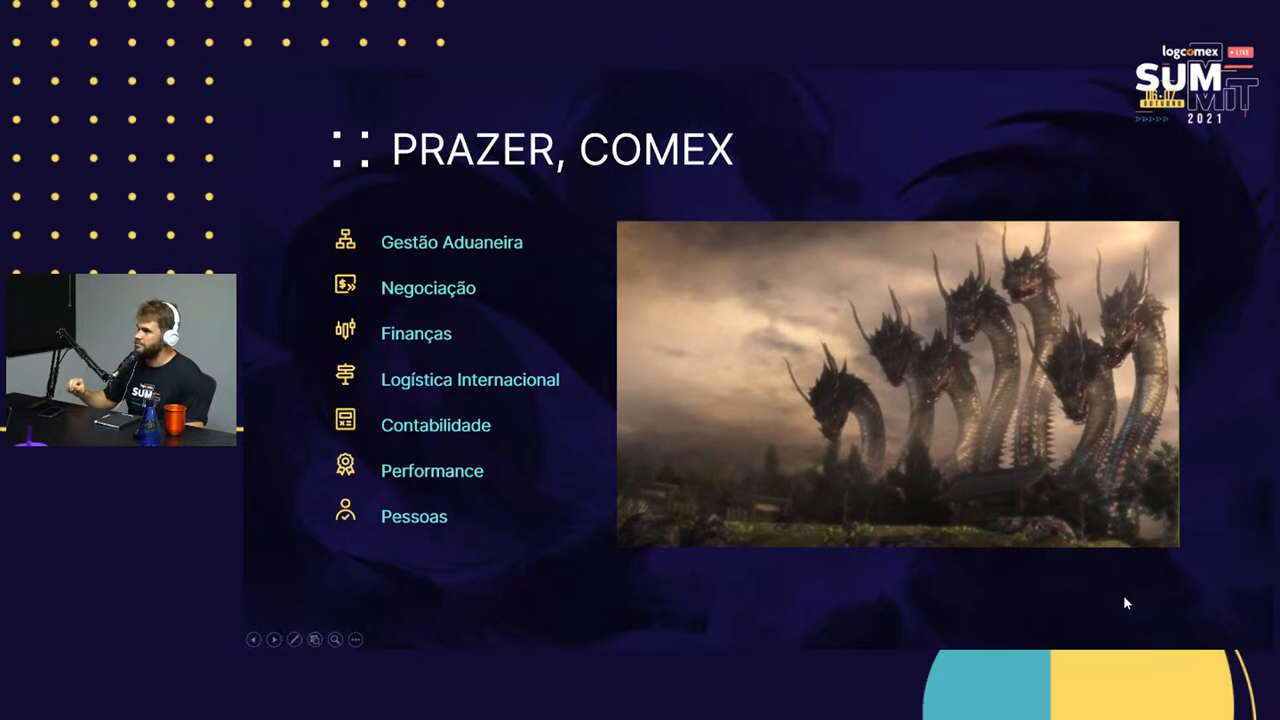 logcomex
LIVE
SUM
MIT
06.07
OUTUBRO
2021
PRAZER, COMEX
Gestão Aduaneira
Negociação
Finanças
Logística Internacional
Contabilidade
Performance
Pessoas
SUM